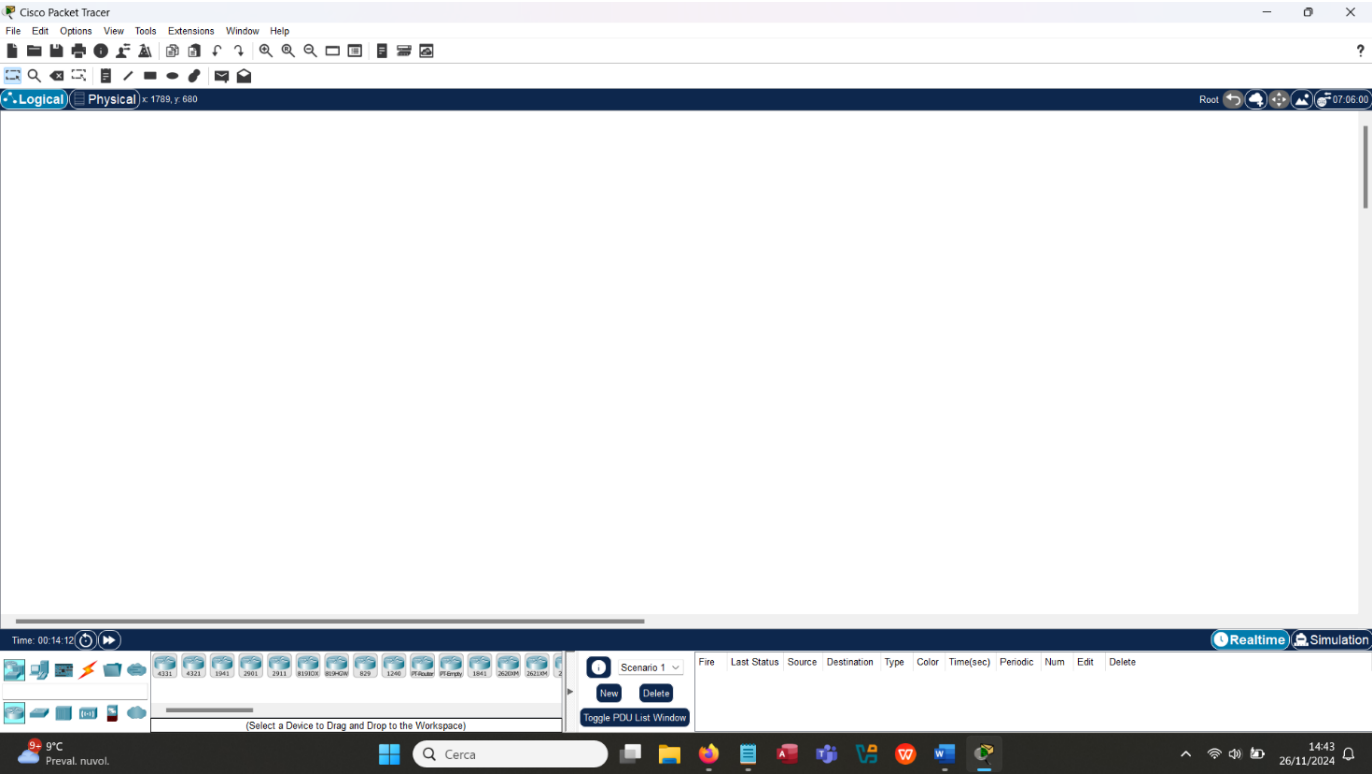 Cisco Packet Tracer
File Edit Options View Tools Extensions Window Help
?
Logical Physical x: 1789, y: 680 Root 07:06:00
Time: 00:14:12 Realtime Simulation
4331 4321 1941 2901 2911 819IOX 819HGW 829 1240 PT-Router PT-Empty 1841 2620XM 2621XM 2
Scenario 1
New Delete
Toggle PDU List Window
Fire Last Status Source Destination Type Color Time(sec) Periodic Num Edit Delete
(Select a Device to Drag and Drop to the Workspace)
9+ 9°C
Preval. nuvol.
Cerca
14:43
26/11/2024